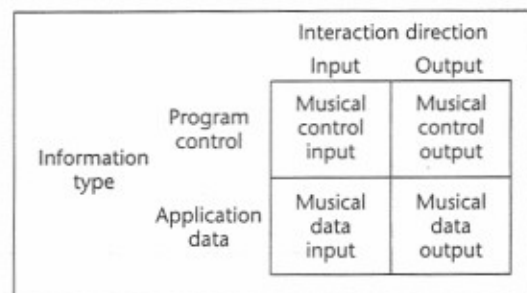 Interaction direction
Input Output
Program control
Musical control input
Musical control output
Information type
Application data
Musical data input
Musical data output